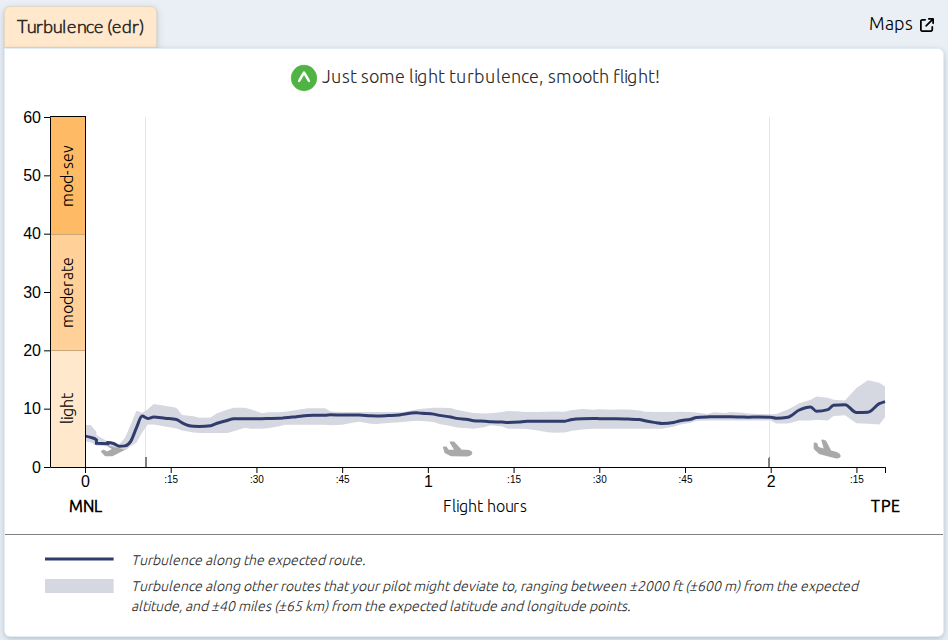 Turbulence (edr)
Maps
Just some light turbulence, smooth flight!
60
50
40
30
20
10
0
mod-sev
moderate
light
0 :15 :30 :45 1 :15 :30 :45 2 :15
MNL Flight hours TPE
Turbulence along the expected route.
Turbulence along other routes that your pilot might deviate to, ranging between ±2000 ft (±600 m) from the expected
altitude, and ±40 miles (±65 km) from the expected latitude and longitude points.